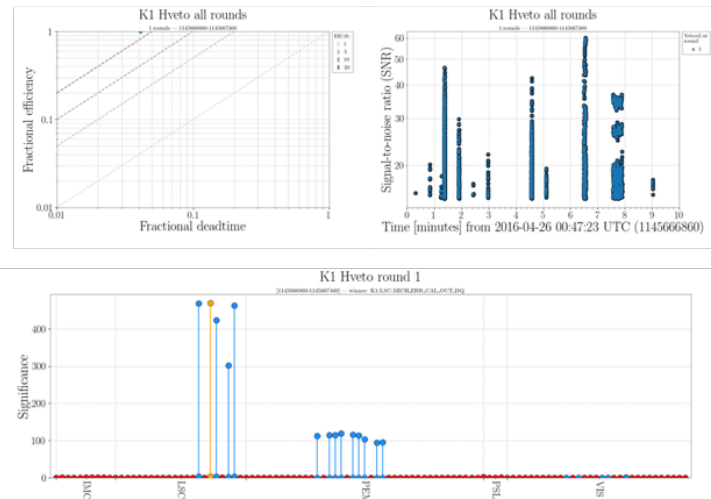 K1 Hveto all rounds
1 rounds — 1145666860-1145667460
1
0.1
0.01
Fractional efficiency
0.01
0.1
1
Fractional deadtime
1
5
10
20
K1 Hveto all rounds
1 rounds — 1145666860-1145667460
60
50
40
30
20
Signal-to-noise ratio (SNR)
0 1 2 3 4 5 6 7 8 9 10
Time [minutes] from 2016-04-26 00:47:23 UTC (1145666860)
Vetoed at
round
1
K1 Hveto round 1
[1145666860-1145667460] — winner: K1:LSC-MICH_ERR_CAL_OUT_DQ
400
300
200
100
0
Significance
IMC
LSC
PEM
PSL
VIS